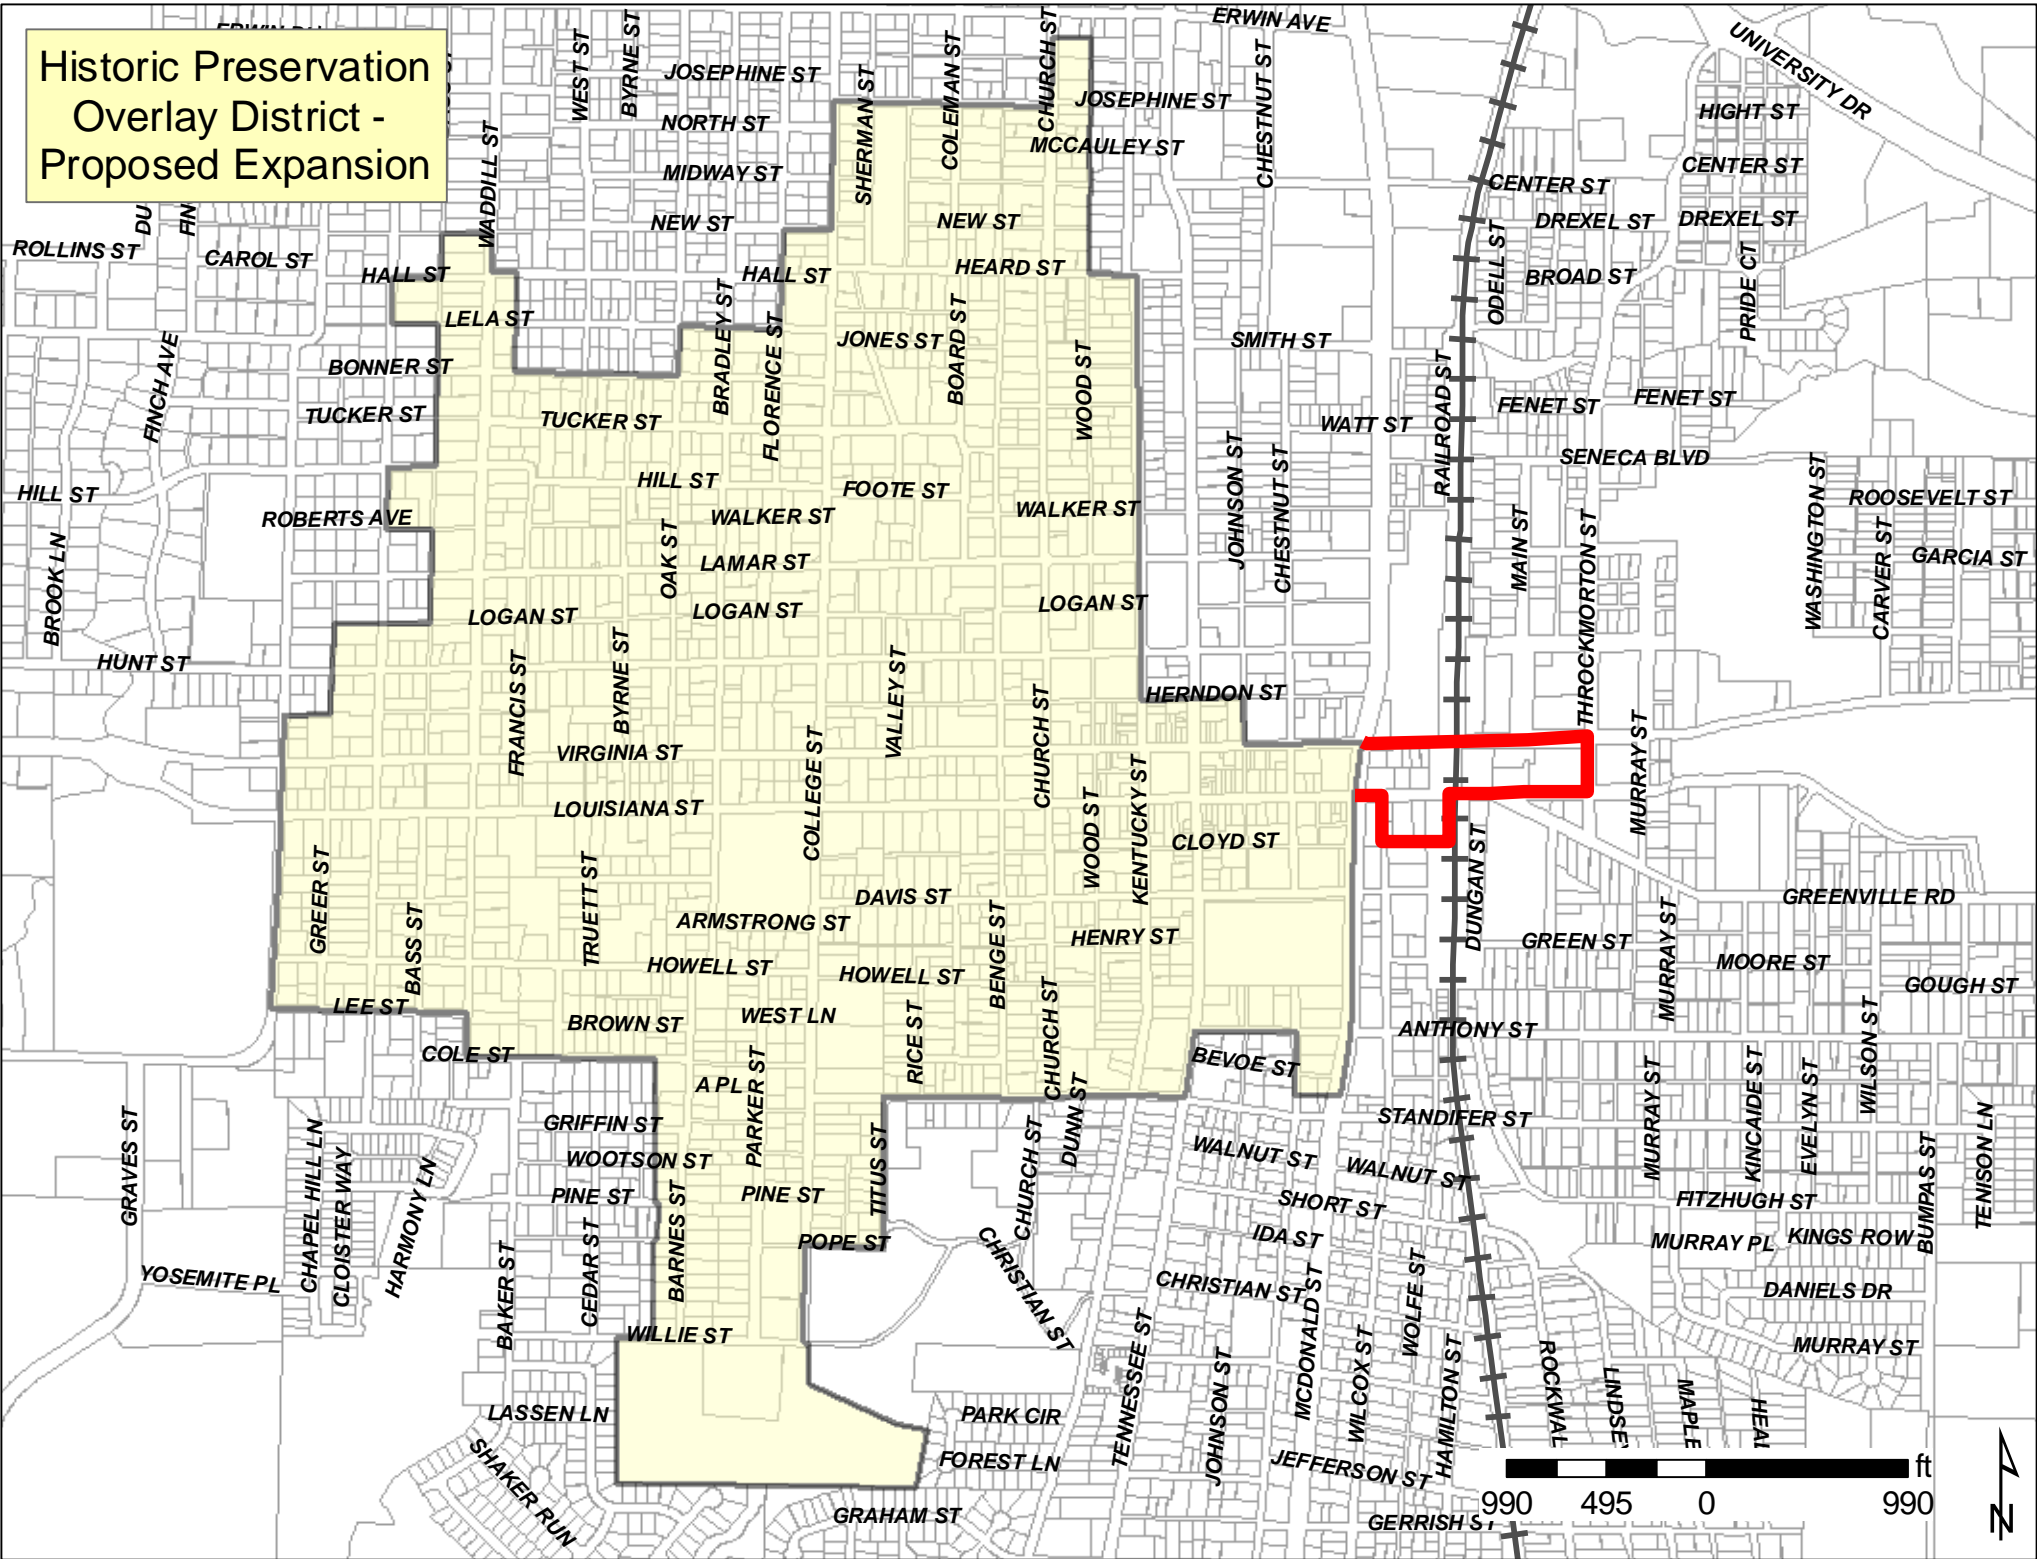 Historic Preservation
Overlay District -
Proposed Expansion
ERWIN AVE
UNIVERSITY DR
WEST ST
BYRNE ST
JOSEPHINE ST
SHERMAN ST
COLEMAN ST
CHURCH ST
JOSEPHINE ST
CHESTNUT ST
HIGHT ST
NORTH ST
MCCAULEY ST
MIDWAY ST
CENTER ST
CENTER ST
WADDILL ST
NEW ST
NEW ST
DREXEL ST
DREXEL ST
DU
FIN
ROLLINS ST
CAROL ST
HALL ST
HALL ST
HEARD ST
ODELL ST
BROAD ST
PRIDE CT
LELA ST
BRADLEY ST
FLORENCE ST
JONES ST
BOARD ST
WOOD ST
SMITH ST
BONNER ST
FINCH AVE
TUCKER ST
TUCKER ST
WATT ST
RAILROAD ST
FENET ST
FENET ST
SENECA BLVD
HILL ST
HILL ST
FOOTE ST
WALKER ST
WALKER ST
JOHNSON ST
CHESTNUT ST
MAIN ST
THROCKMORTON ST
WASHINGTON ST
ROOSEVELT ST
CARVER ST
GARCIA ST
ROBERTS AVE
OAK ST
LAMAR ST
BROOK LN
LOGAN ST
LOGAN ST
LOGAN ST
HUNT ST
FRANCIS ST
BYRNE ST
VALLEY ST
CHURCH ST
HERNDON ST
MURRAY ST
VIRGINIA ST
COLLEGE ST
LOUISIANA ST
WOOD ST
KENTUCKY ST
CLOYD ST
DUNGAN ST
GREER ST
BASS ST
TRUETT ST
DAVIS ST
ARMSTRONG ST
BENGE ST
HENRY ST
GREENVILLE RD
GREEN ST
MURRAY ST
MOORE ST
GOUGH ST
HOWELL ST
HOWELL ST
LEE ST
BROWN ST
WEST LN
RICE ST
CHURCH ST
ANTHONY ST
WILSON ST
COLE ST
BEVOE ST
A PL
PARKER ST
DUNN ST
STANDIFER ST
MURRAY ST
KINCAIDE ST
EVELYN ST
TENISON LN
BUMPAS ST
GRAVES ST
CHAPEL HILL LN
CLOISTER WAY
HARMONY LN
GRIFFIN ST
WOOTSON ST
PINE ST
PINE ST
TITUS ST
CHURCH ST
WALNUT ST
WALNUT ST
SHORT ST
FITZHUGH ST
BARNES ST
POPE ST
CHRISTIAN ST
IDA ST
MURRAY PL
KINGS ROW
YOSEMITE PL
BAKER ST
CEDAR ST
CHRISTIAN ST
MCDONALD ST
WOLFE ST
DANIELS DR
WILLIE ST
TENNESSEE ST
JOHNSON ST
WILCOX ST
HAMILTON ST
ROCKWAL
LINDSEY
MAPLE
HEAL
MURRAY ST
LASSEN LN
PARK CIR
SHAKER RUN
FOREST LN
JEFFERSON ST
GRAHAM ST
GERRISH ST
ft
990 495 0 990
N